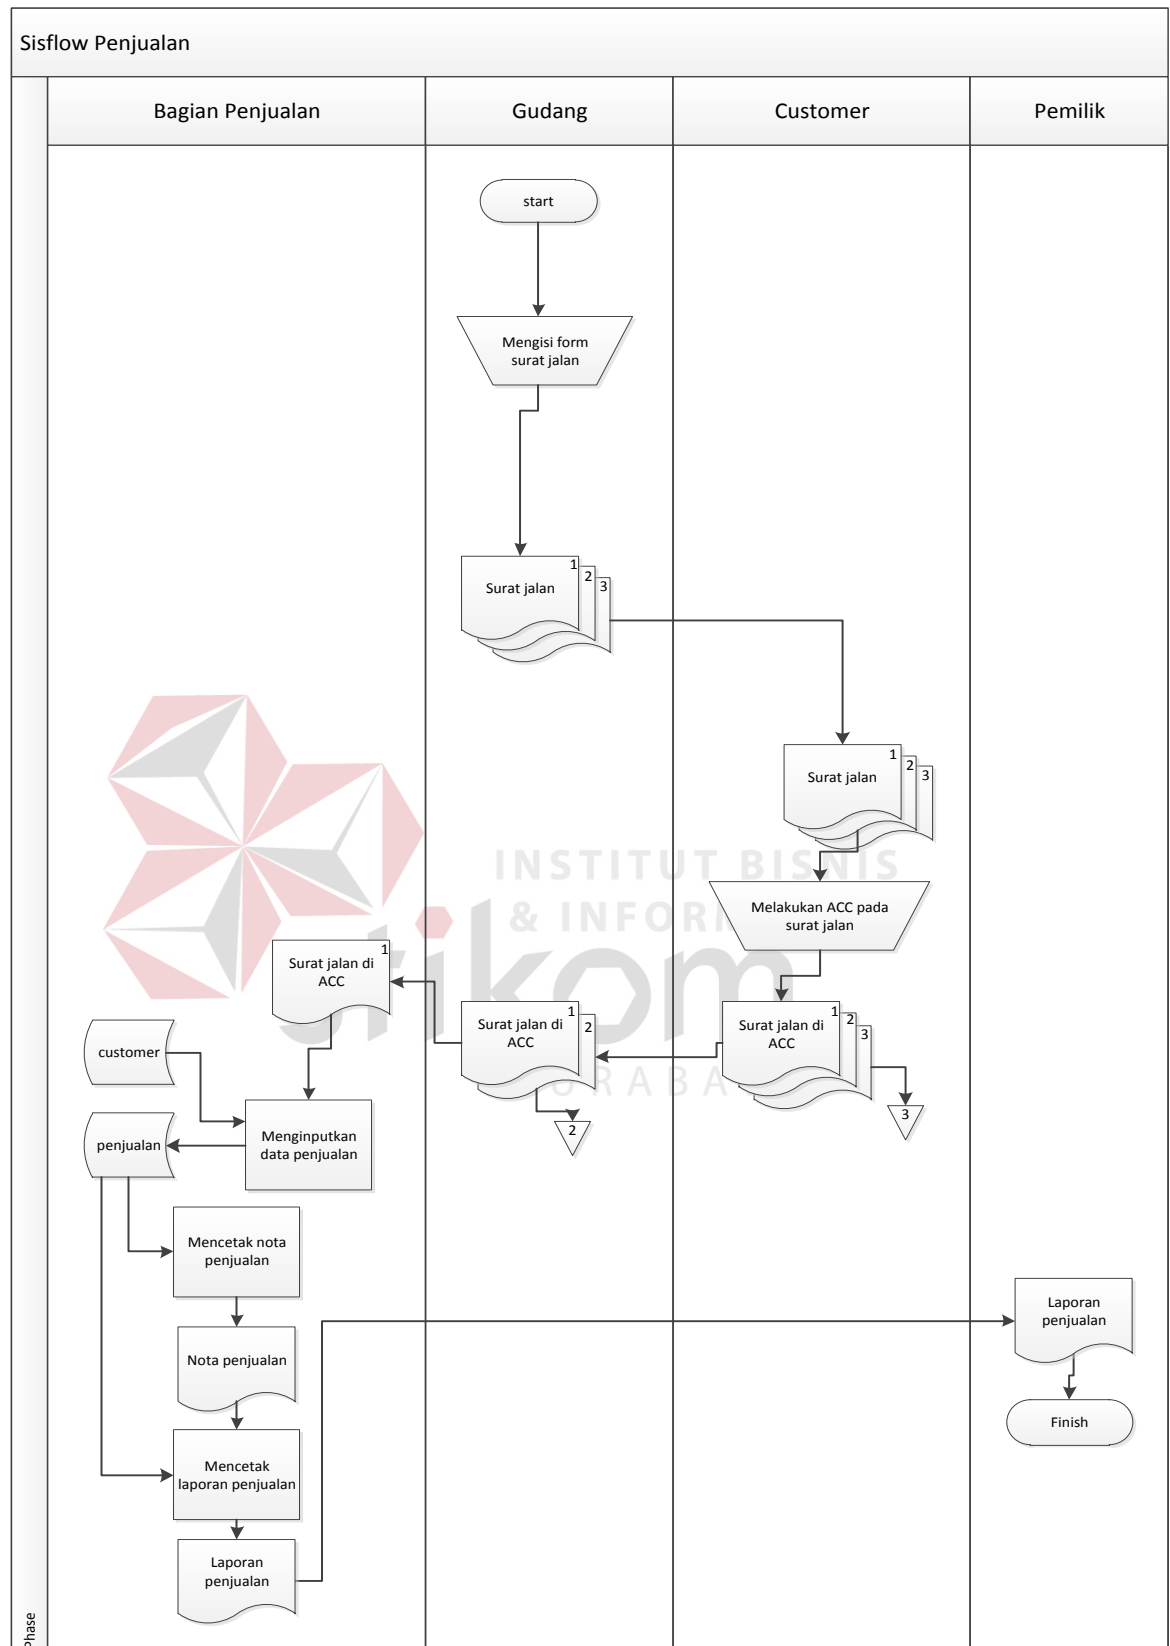 Sisflow Penjualan
Bagian Penjualan
Gudang
Customer
Pemilik
start
Mengisi form
surat jalan
Surat jalan
1
2
3
Surat jalan
1
2
3
INSTITUT BISNIS
& INFOR
stikom
SURABA
Melakukan ACC pada
surat jalan
Surat jalan di
ACC
1
2
3
3
Surat jalan di
ACC
1
2
2
Surat jalan di
ACC
1
customer
Menginputkan
data penjualan
penjualan
Mencetak nota
penjualan
Nota penjualan
Mencetak
laporan penjualan
Laporan
penjualan
Laporan
penjualan
Finish
Phase